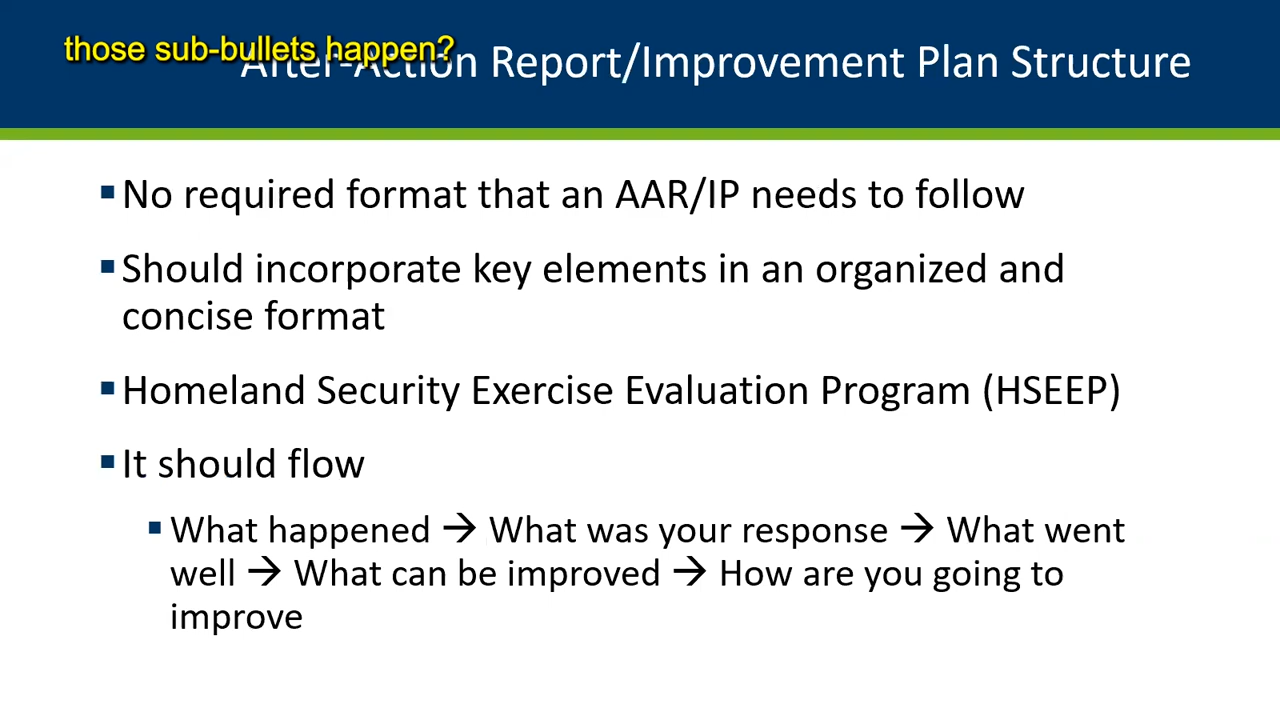 those sub-bullets happen?
After-Action Report/Improvement Plan Structure
▪No required format that an AAR/IP needs to follow
▪Should incorporate key elements in an organized and
concise format
▪Homeland Security Exercise Evaluation Program (HSEEP)
▪It should flow
▪What happened → What was your response → What went
well → What can be improved → How are you going to
improve